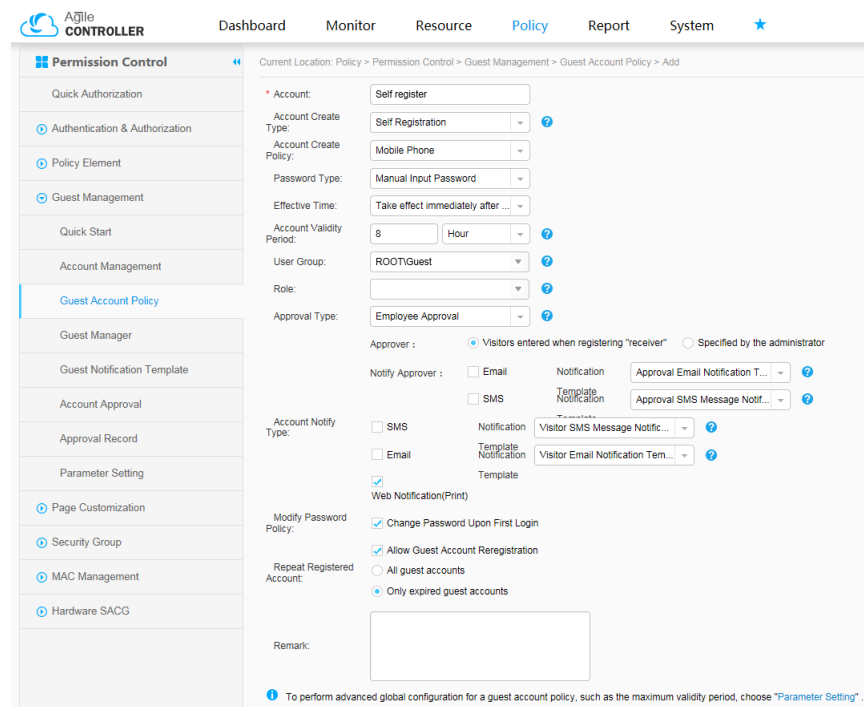 Agile
CONTROLLER
Dashboard Monitor Resource Policy Report System
Permission Control
Current Location: Policy > Permission Control > Guest Management > Guest Account Policy > Add
Quick Authorization
Authentication & Authorization
Policy Element
Guest Management
Quick Start
Account Management
Guest Account Policy
Guest Manager
Guest Notification Template
Account Approval
Approval Record
Parameter Setting
Page Customization
Security Group
MAC Management
Hardware SACG
* Account: Self register
Account Create
Type: Self Registration
Account Create
Policy: Mobile Phone
Password Type: Manual Input Password
Effective Time: Take effect immediately after ...
Account Validity
Period: 8 Hour
User Group: ROOT\Guest
Role:
Approval Type: Employee Approval
Approver : Visitors entered when registering "receiver" Specified by the administrator
Notify Approver : Email Notification Approval Email Notification T...
Template
SMS Notification Approval SMS Message Notif...
Account Notify
Type: SMS Notification Visitor SMS Message Notific...
Template
Email Notification Visitor Email Notification Tem...
Template
Web Notification(Print)
Modify Password
Policy: Change Password Upon First Login
Allow Guest Account Reregistration
Repeat Registered
Account: All guest accounts
Only expired guest accounts
Remark:
To perform advanced global configuration for a guest account policy, such as the maximum validity period, choose "Parameter Setting" .